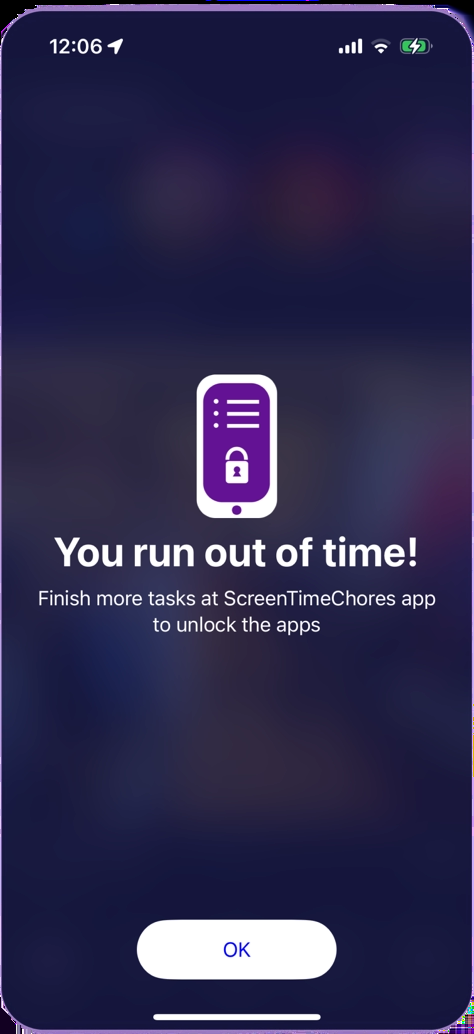 12:06
You run out of time!
Finish more tasks at ScreenTimeChores app
to unlock the apps
OK